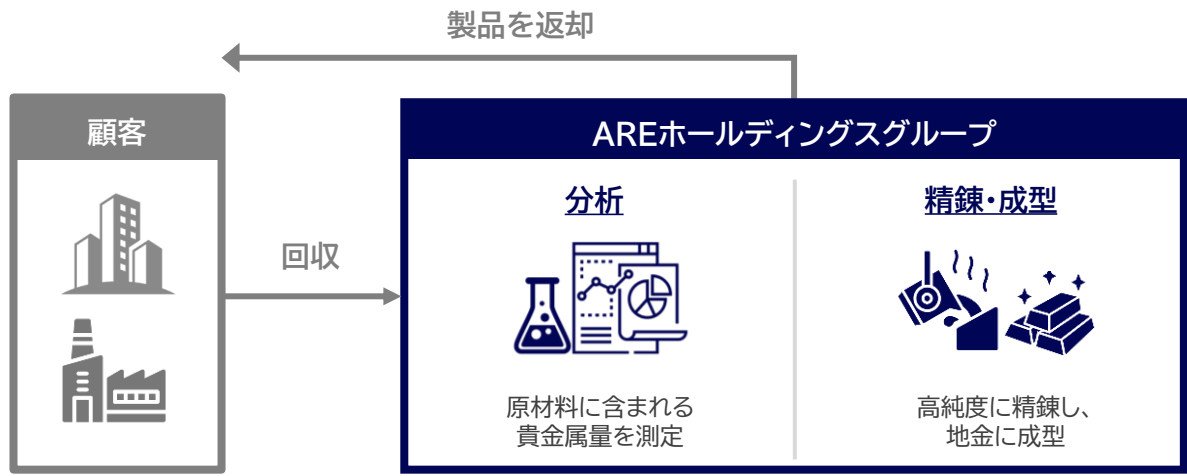 製品を返却
顧客
AREホールディングスグループ
分析
精錬・成型
回収
原材料に含まれる
貴金属量を測定
高純度に精錬し、
地金に成型